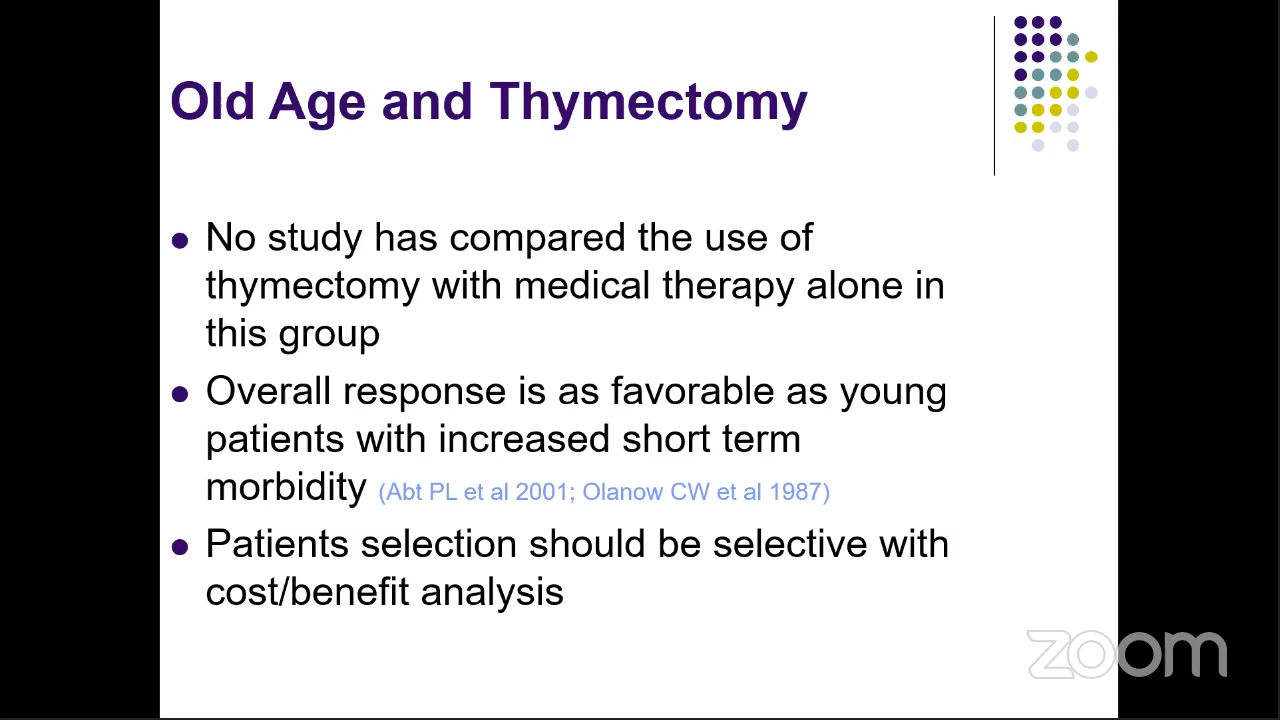 Old Age and Thymectomy
No study has compared the use of
thymectomy with medical therapy alone in
this group
Overall response is as favorable as young
patients with increased short term
morbidity (Abt PL et al 2001; Olanow CW et al 1987)
Patients selection should be selective with
cost/benefit analysis
zoom